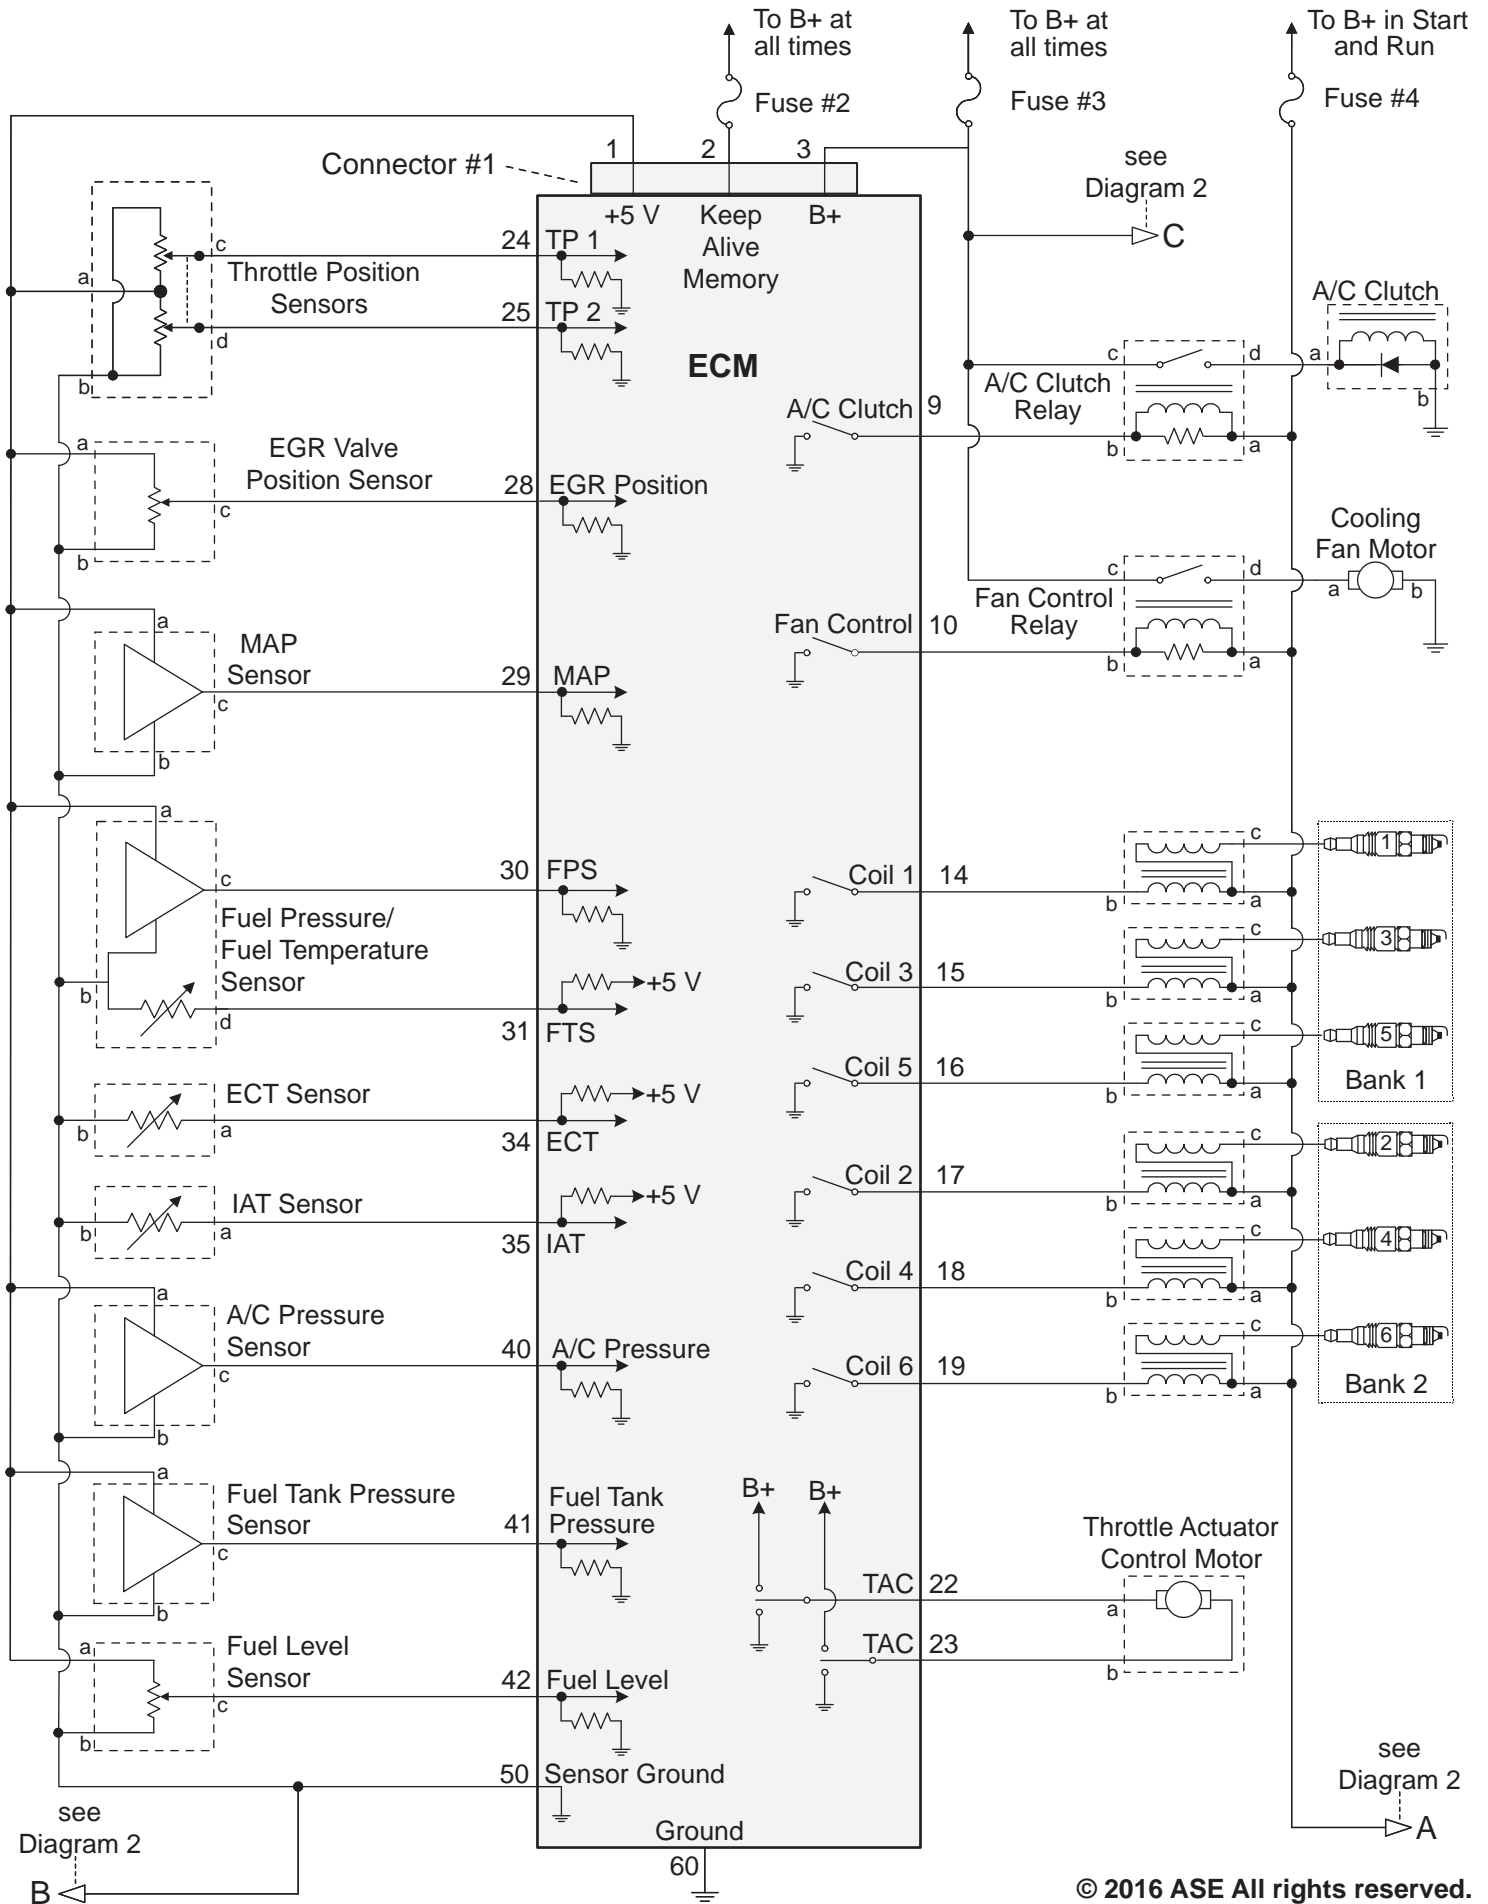 To B+ at
all times
To B+ at
all times
To B+ in Start
and Run
Fuse #2
Fuse #3
Fuse #4
Connector #1
1
2
3
see
Diagram 2
C
+5 V
Keep
Alive
Memory
B+
ECM
a
b
c
d
Throttle Position
Sensors
24
TP 1
25
TP 2
A/C Clutch
a
b
c
d
A/C Clutch
Relay
b
a
A/C Clutch
9
a
b
c
EGR Valve
Position Sensor
28
EGR Position
Cooling
Fan Motor
a
b
c
d
Fan Control
Relay
b
a
Fan Control
10
a
b
c
MAP
Sensor
29
MAP
a
c
b
d
Fuel Pressure/
Fuel Temperature
Sensor
30
FPS
+5 V
31
FTS
Coil 1
14
b
a
c
1
Coil 3
15
b
a
c
3
Coil 5
16
b
a
c
5
Bank 1
b
a
ECT Sensor
+5 V
34
ECT
b
a
IAT Sensor
+5 V
35
IAT
Coil 2
17
b
a
c
2
Coil 4
18
b
a
c
4
Coil 6
19
b
a
c
6
Bank 2
a
b
c
A/C Pressure
Sensor
40
A/C Pressure
a
b
c
Fuel Tank Pressure
Sensor
41
Fuel Tank
Pressure
B+
B+
Throttle Actuator
Control Motor
TAC
22
a
TAC
23
b
a
b
c
Fuel Level
Sensor
42
Fuel Level
50
Sensor Ground
see
Diagram 2
B
Ground
60
see
Diagram 2
A
© 2016 ASE All rights reserved.